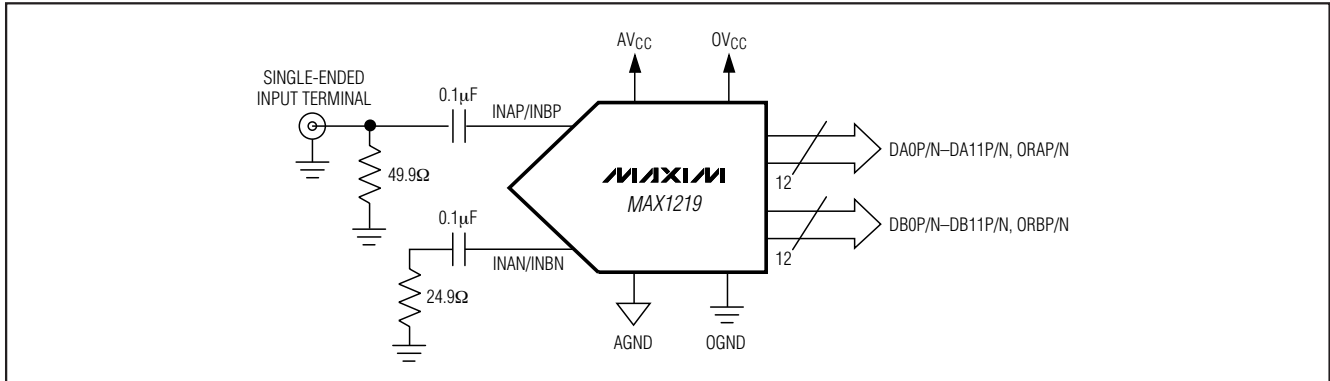 AVCC
OVCC
SINGLE-ENDED
INPUT TERMINAL
0.1µF
INAP/INBP
DA0P/N–DA11P/N, ORAP/N
49.9Ω
MAXIM
MAX1219
12
0.1µF
DB0P/N–DB11P/N, ORBP/N
INAN/INBN
12
24.9Ω
AGND
OGND